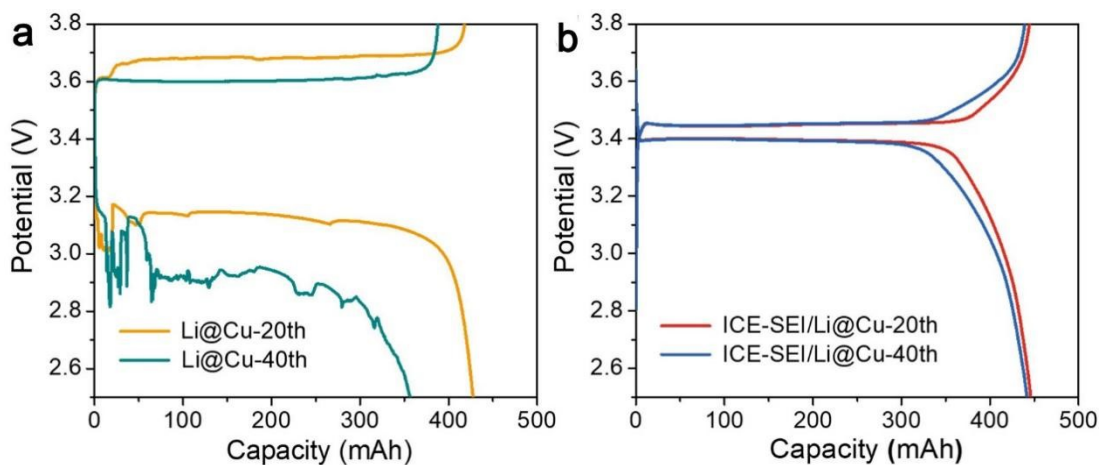 a
3.8
3.6
3.4
3.2
3.0
2.8
2.6
Potential (V)
Li@Cu-20th
Li@Cu-40th
0 100 200 300 400 500
Capacity (mAh)
b
3.8
3.6
3.4
3.2
3.0
2.8
2.6
Potential (V)
ICE-SEI/Li@Cu-20th
ICE-SEI/Li@Cu-40th
0 100 200 300 400 500
Capacity (mAh)